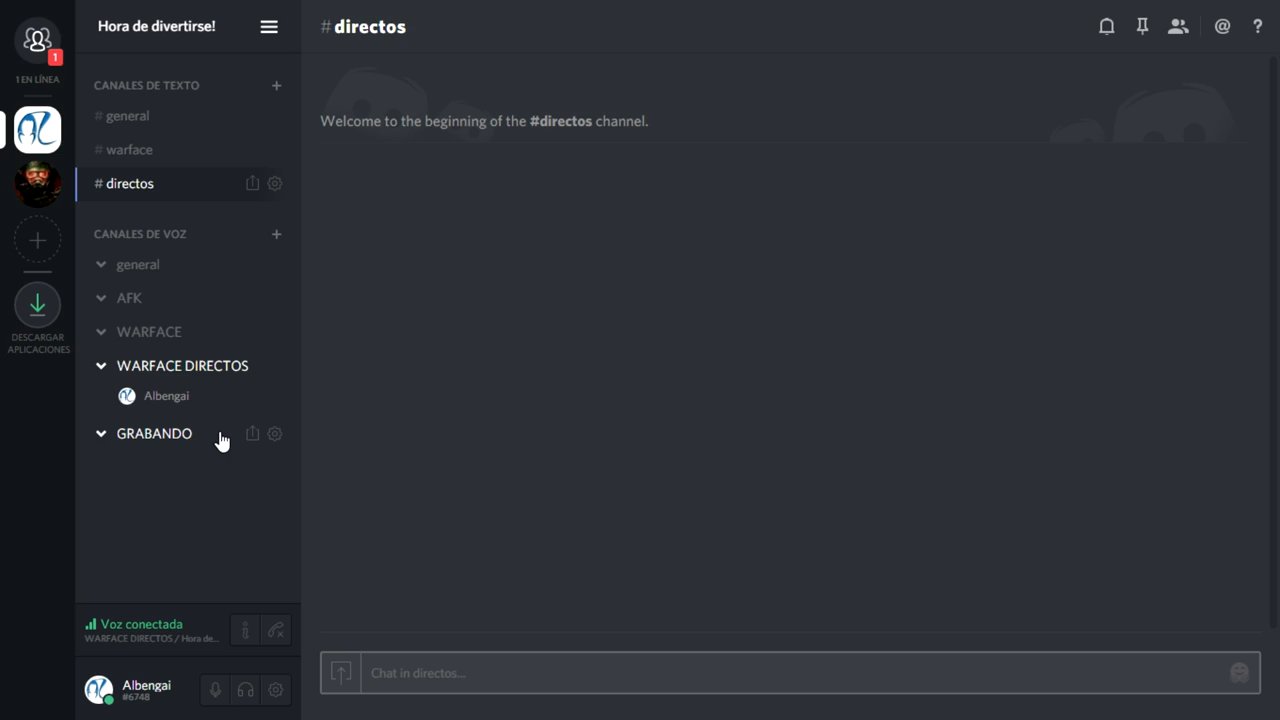 1
1 EN LÍNEA
DESCARGAR
APLICACIONES
Hora de divertirse!
CANALES DE TEXTO
# general
# warface
# directos
CANALES DE VOZ
general
AFK
WARFACE
WARFACE DIRECTOS
Albengai
GRABANDO
Voz conectada
WARFACE DIRECTOS / Hora de...
Albengai
#6748
# directos
Welcome to the beginning of the #directos channel.
Chat in directos...